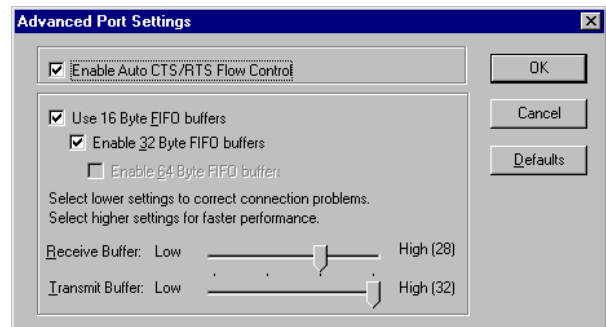 Advanced Port Settings
Enable Auto CTS/RTS Flow Control
OK
Use 16 Byte FIFO buffers
Cancel
Enable 32 Byte FIFO buffers
Enable 64 Byte FIFO buffers
Defaults
Select lower settings to correct connection problems.
Select higher settings for faster performance.
Receive Buffer: Low High (28)
Transmit Buffer: Low High (32)